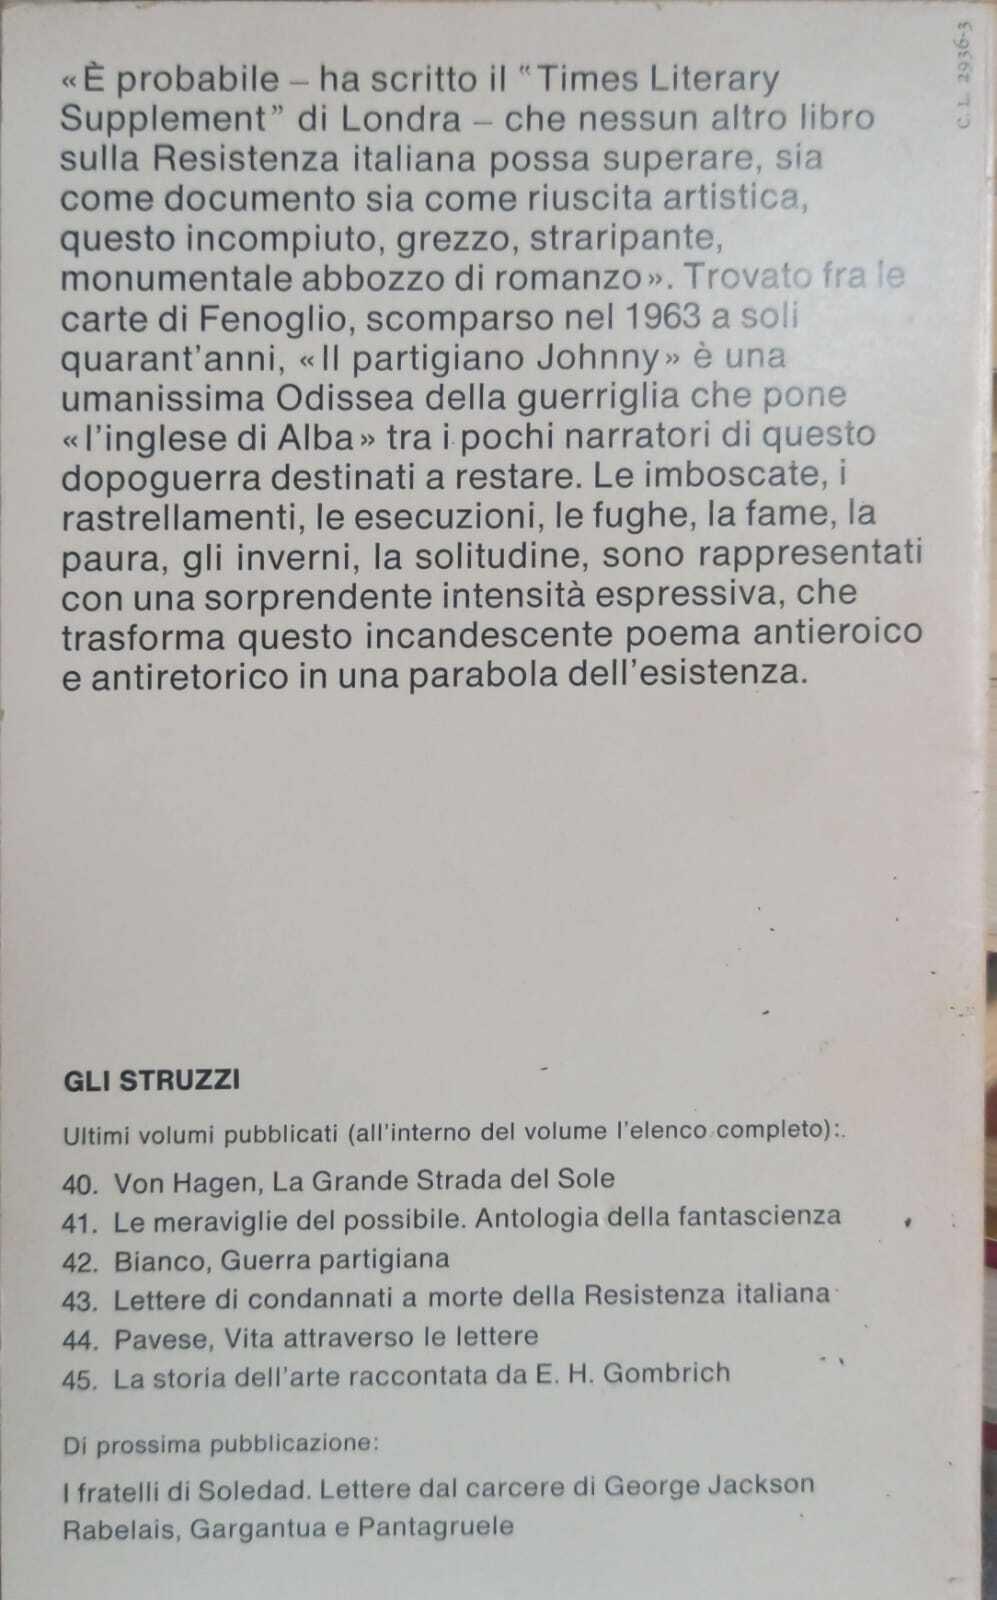 C. L. 2936-3
«È probabile – ha scritto il "Times Literary
Supplement" di Londra – che nessun altro libro
sulla Resistenza italiana possa superare, sia
come documento sia come riuscita artistica,
questo incompiuto, grezzo, straripante,
monumentale abbozzo di romanzo». Trovato fra le
carte di Fenoglio, scomparso nel 1963 a soli
quarant'anni, «Il partigiano Johnny» è una
umanissima Odissea della guerriglia che pone
«l'inglese di Alba» tra i pochi narratori di questo
dopoguerra destinati a restare. Le imboscate, i
rastrellamenti, le esecuzioni, le fughe, la fame, la
paura, gli inverni, la solitudine, sono rappresentati
con una sorprendente intensità espressiva, che
trasforma questo incandescente poema antieroico
e antiretorico in una parabola dell'esistenza.
GLI STRUZZI
Ultimi volumi pubblicati (all'interno del volume l'elenco completo):
40. Von Hagen, La Grande Strada del Sole
41. Le meraviglie del possibile. Antologia della fantascienza
42. Bianco, Guerra partigiana
43. Lettere di condannati a morte della Resistenza italiana
44. Pavese, Vita attraverso le lettere
45. La storia dell'arte raccontata da E. H. Gombrich
Di prossima pubblicazione:
I fratelli di Soledad. Lettere dal carcere di George Jackson
Rabelais, Gargantua e Pantagruele